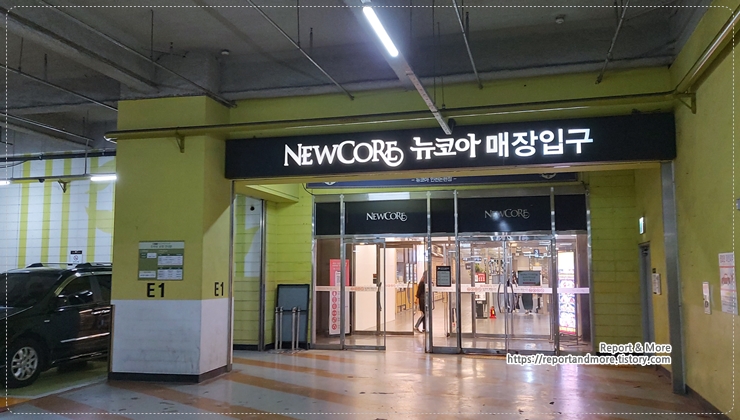 NEWCORE 뉴코아 매장입구
NEWCORE
NEWCORE
E1
E1
Report & More
https://reportandmore.tistory.com